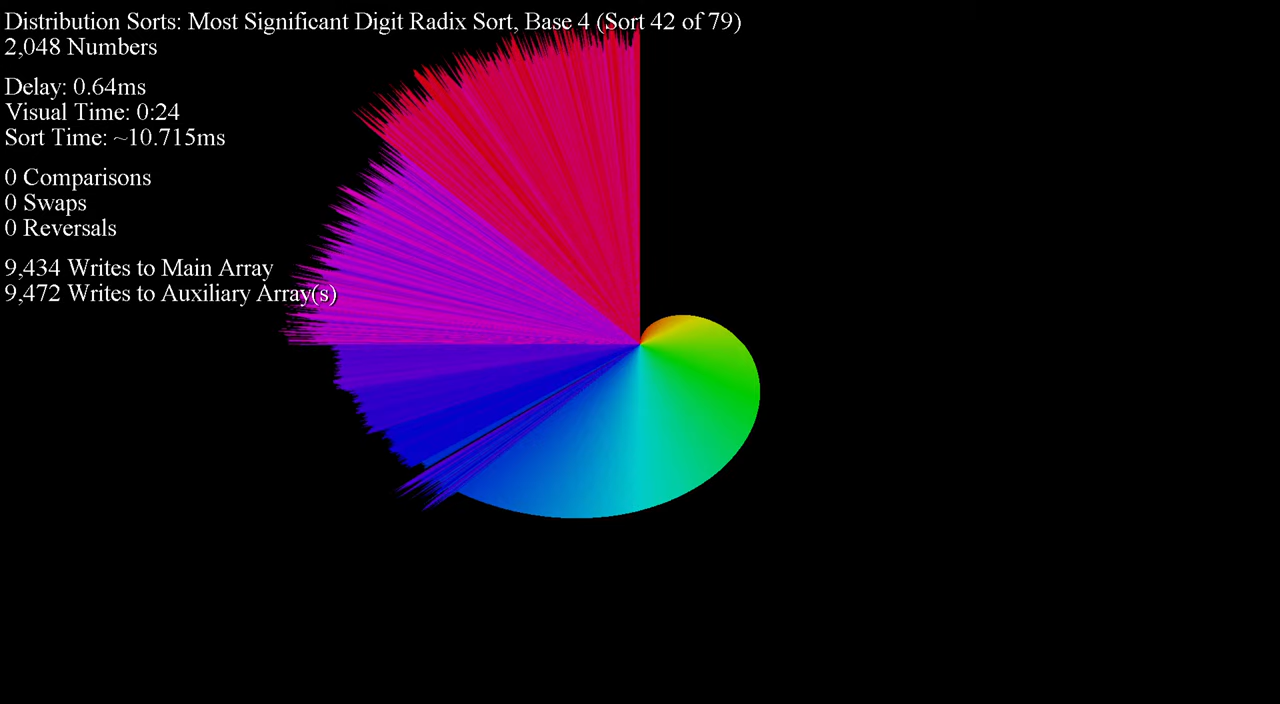 Distribution Sorts: Most Significant Digit Radix Sort, Base 4 (Sort 42 of 79)
2,048 Numbers
Delay: 0.64ms
Visual Time: 0:24
Sort Time: ~10.715ms
0 Comparisons
0 Swaps
0 Reversals
9,434 Writes to Main Array
9,472 Writes to Auxiliary Array(s)